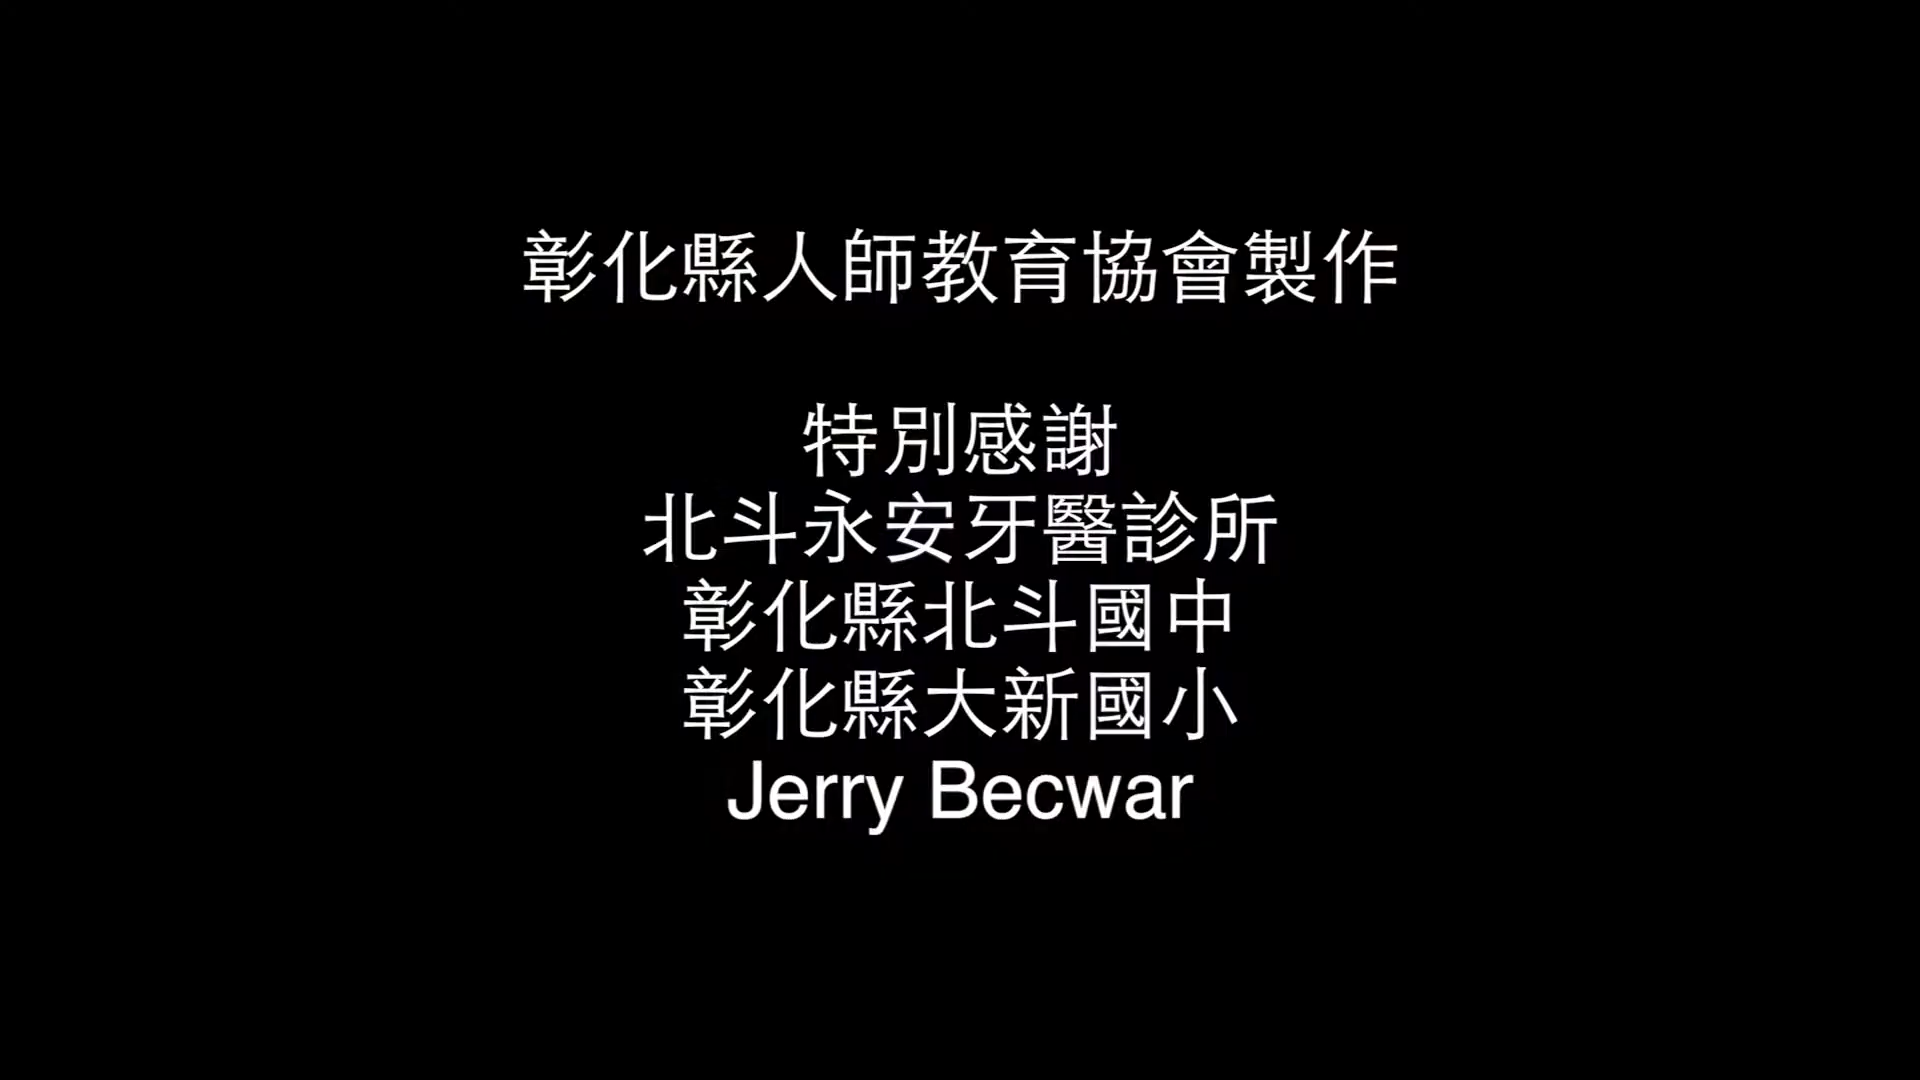 彰化縣人師教育協會製作
特別感謝
北斗永安牙醫診所
彰化縣北斗國中
彰化縣大新國小
Jerry Becwar